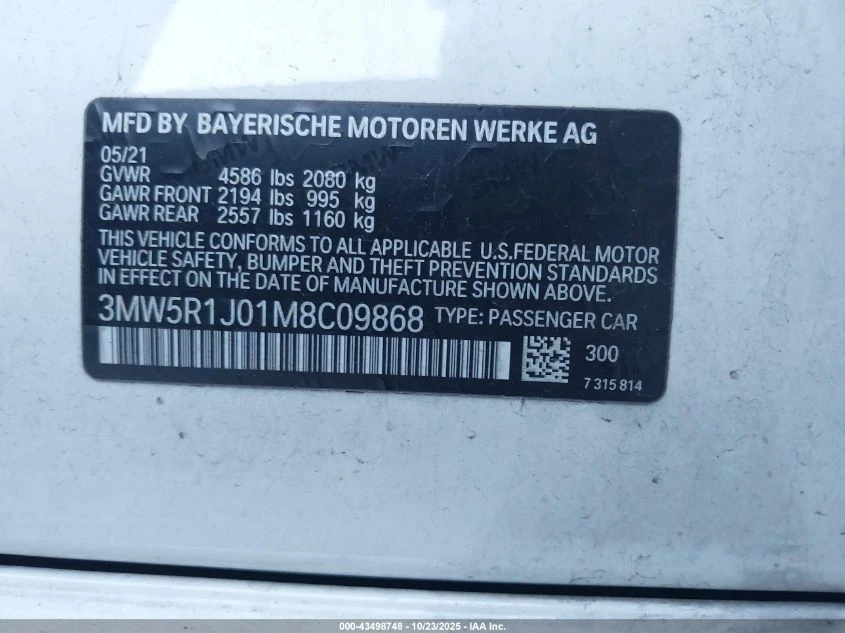 MFD BY BAYERISCHE MOTOREN WERKE AG
05/21
GVWR 4586 lbs 2080 kg
GAWR FRONT 2194 lbs 995 kg
GAWR REAR 2557 lbs 1160 kg
THIS VEHICLE CONFORMS TO ALL APPLICABLE U.S.FEDERAL MOTOR
VEHICLE SAFETY, BUMPER AND THEFT PREVENTION STANDARDS
IN EFFECT ON THE DATE OF MANUFACTURE SHOWN ABOVE.
3MW5R1J01M8C09868 TYPE: PASSENGER CAR
300
7 315 814
000-43498748 - 10/23/2025 - IAA Inc.